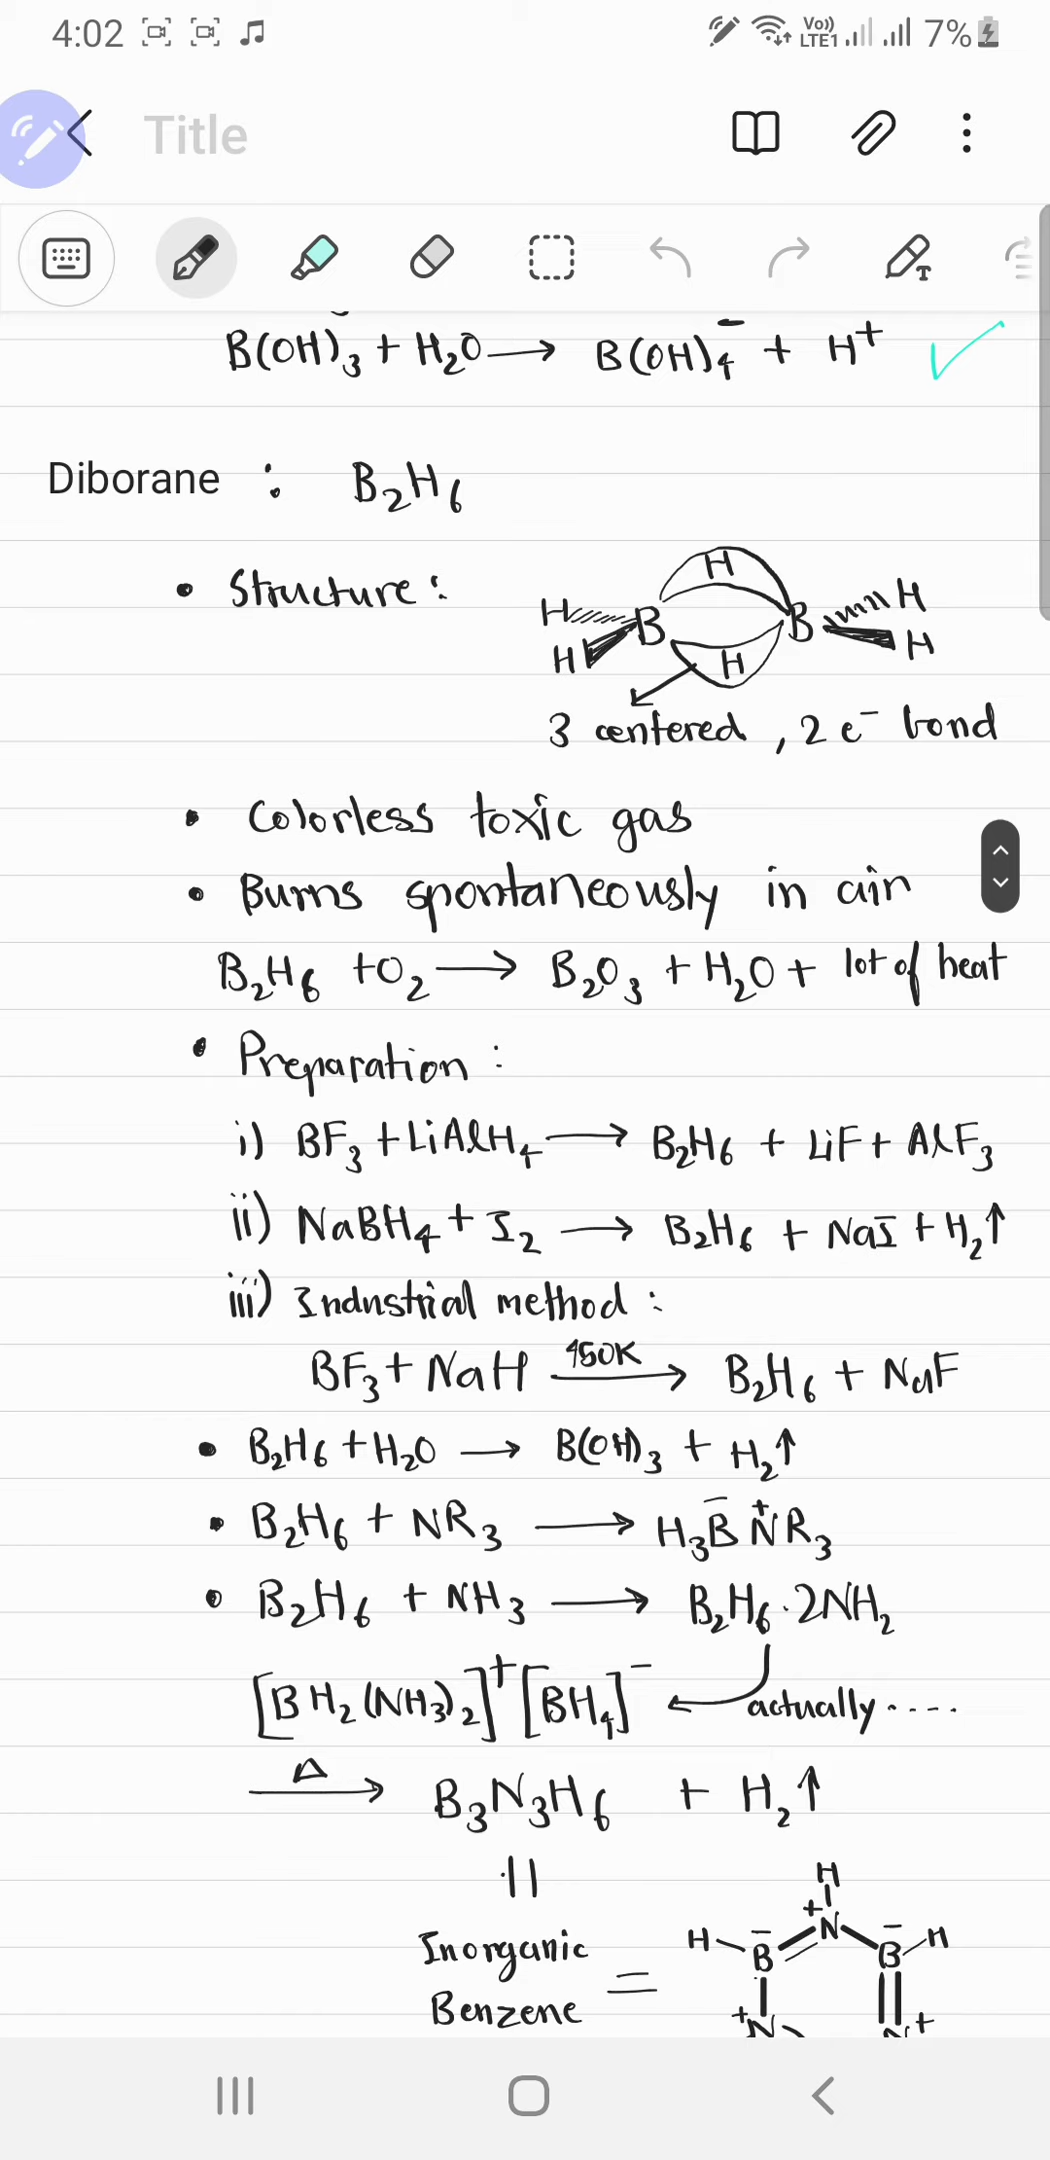 4:02 Vo)) LTE1 7%
Title
B(OH)₃ + H₂O ⟶ B(OH)₄⁻ + H⁺
Diborane : B₂H₆
• Structure:
H H B H H B H H
3 centered, 2 e⁻ bond
• Colorless toxic gas
• Burns spontaneously in air
B₂H₆ + O₂ ⟶ B₂O₃ + H₂O + lot of heat
• Preparation :
i) BF₃ + LiAlH₄ ⟶ B₂H₆ + LiF + AlF₃
ii) NaBH₄ + I₂ ⟶ B₂H₆ + NaI + H₂↑
iii) Industrial method :
BF₃ + NaH —450K→ B₂H₆ + NaF
• B₂H₆ + H₂O ⟶ B(OH)₃ + H₂↑
• B₂H₆ + NR₃ ⟶ H₃B⁻N⁺R₃
• B₂H₆ + NH₃ ⟶ B₂H₆·2NH₂
[BH₂(NH₃)₂]⁺[BH₄]⁻ ← actually ....
—Δ→ B₃N₃H₆ + H₂↑
||
H
H B⁻ N⁺ B⁻ H
Inorganic
Benzene =
N⁺ N⁺